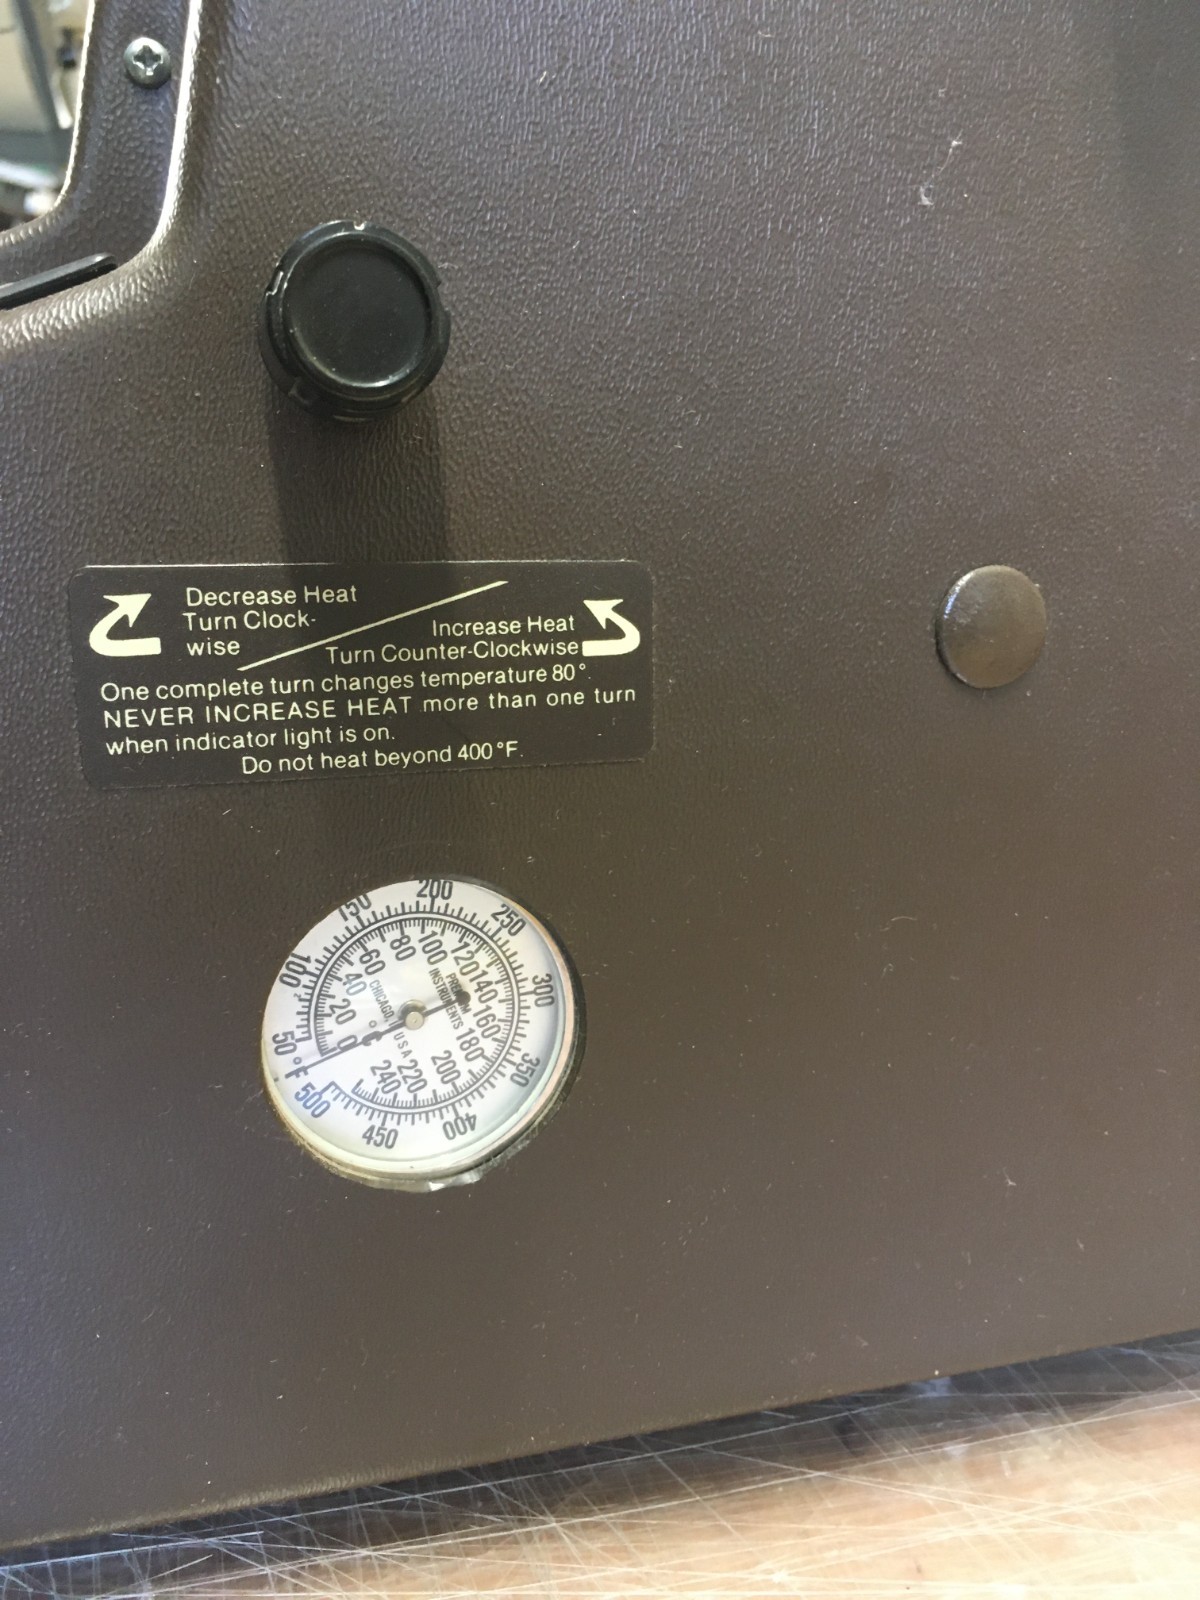 Decrease Heat
Turn Clock-
wise
Increase Heat
Turn Counter-Clockwise
One complete turn changes temperature 80°.
NEVER INCREASE HEAT more than one turn
when indicator light is on.
Do not heat beyond 400°F.
50 100 150 200 250 300 350 400 450 500
°F
0 20 40 60 80 100 120 140 160 180 200 220 240
°C
INSTRUMENTS
CHICAGO,
USA